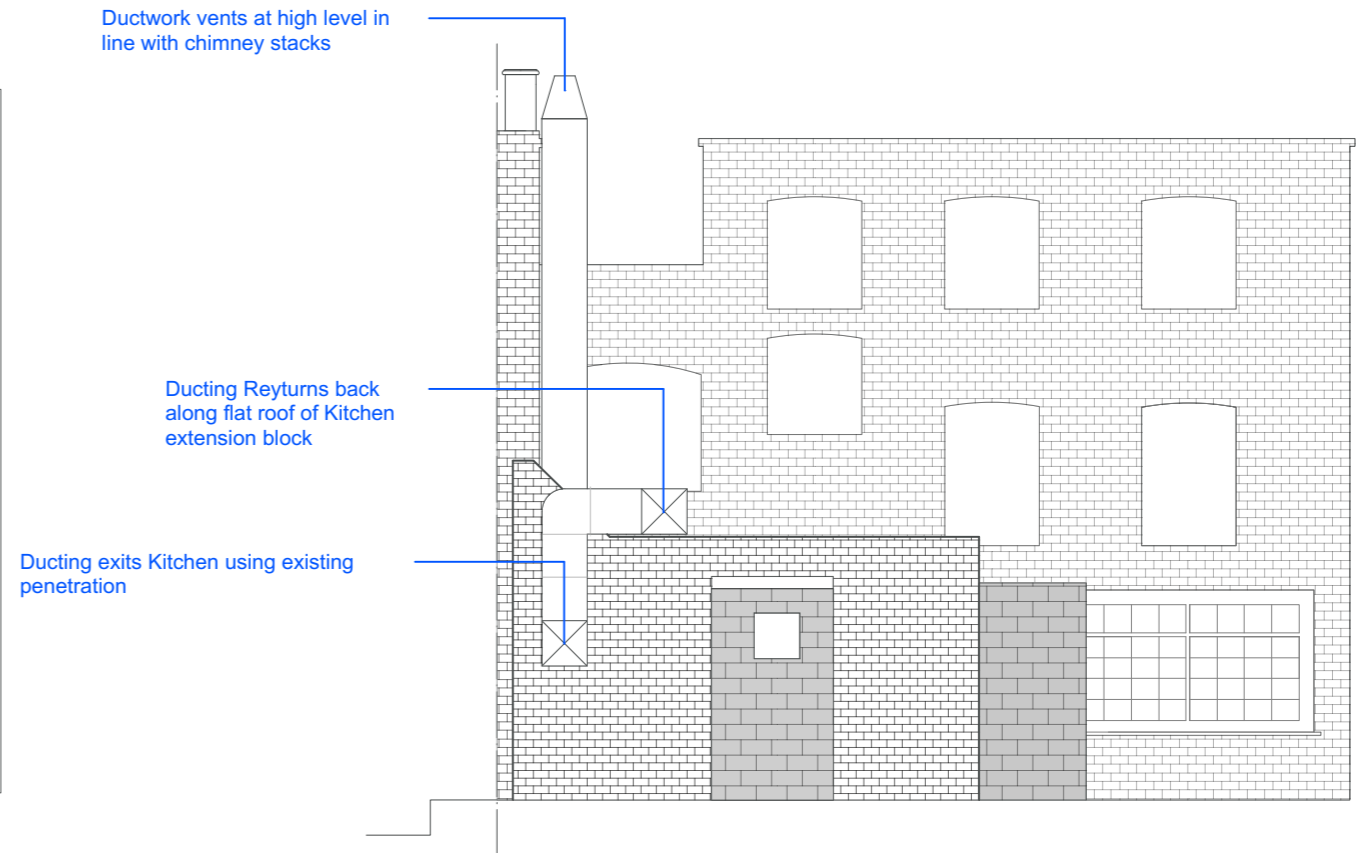 Ductwork vents at high level in
line with chimney stacks
Ducting Reyturns back
along flat roof of Kitchen
extension block
Ducting exits Kitchen using existing
penetration